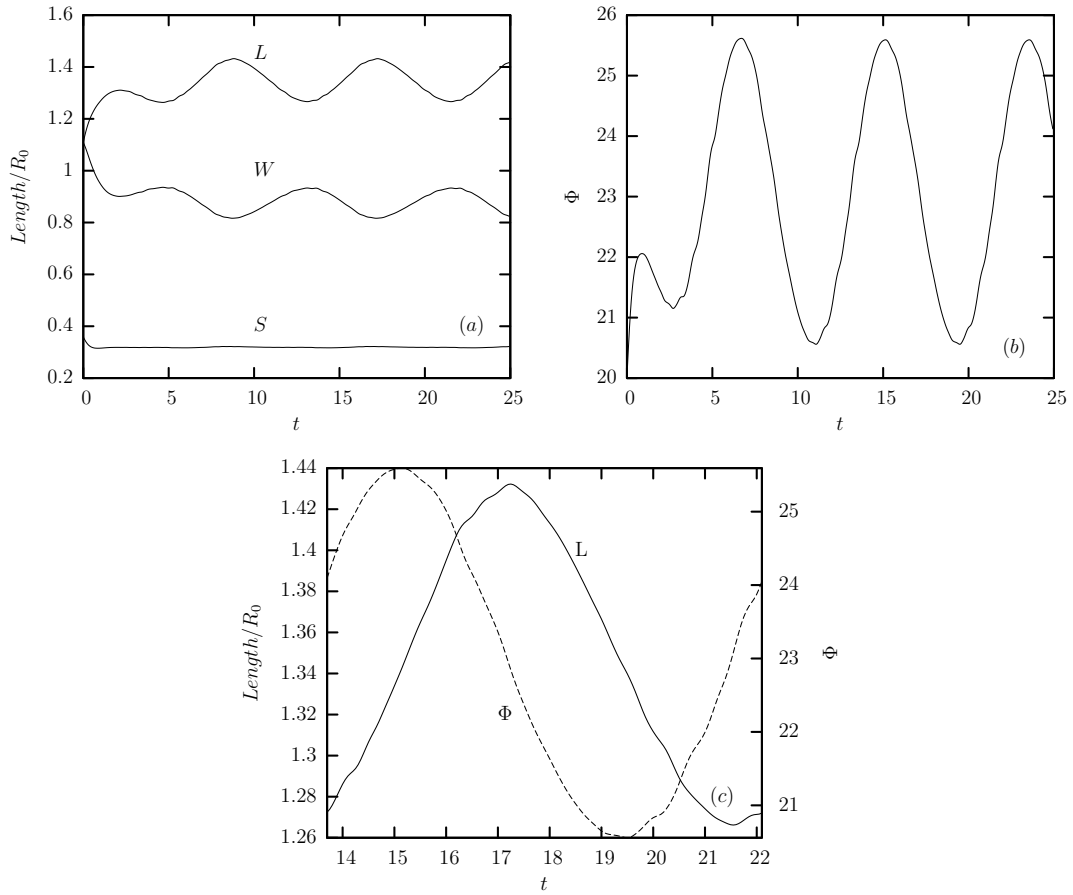 1.6
1.4
1.2
1
0.8
0.6
0.4
0.2
Length/R₀
L
W
S
(a)
0 5 10 15 20 25
t
26
25
24
23
22
21
20
Φ
(b)
0 5 10 15 20 25
t
1.44
1.42
1.4
1.38
1.36
1.34
1.32
1.3
1.28
1.26
Length/R₀
L
Φ
(c)
25
24
23
22
21
Φ
14 15 16 17 18 19 20 21 22
t